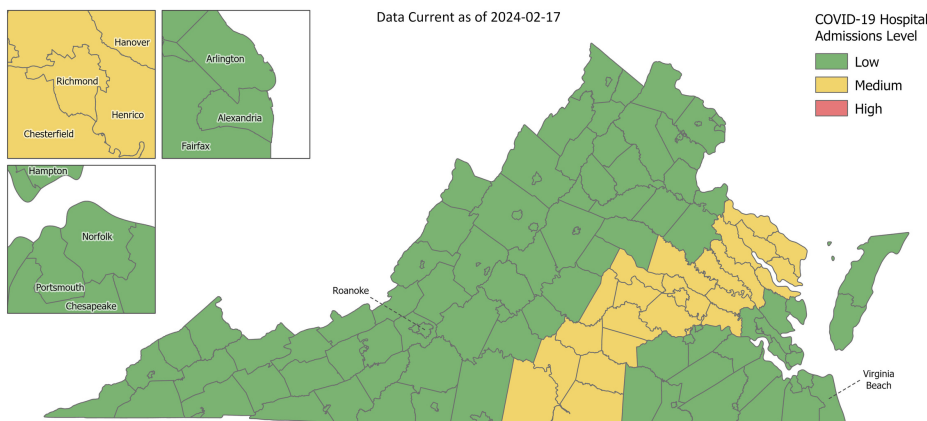 Data Current as of 2024-02-17
COVID-19 Hospital
Admissions Level
Low
Medium
High
Hanover
Richmond
Henrico
Chesterfield
Arlington
Alexandria
Fairfax
Hampton
Norfolk
Portsmouth
Chesapeake
Roanoke
Virginia
Beach